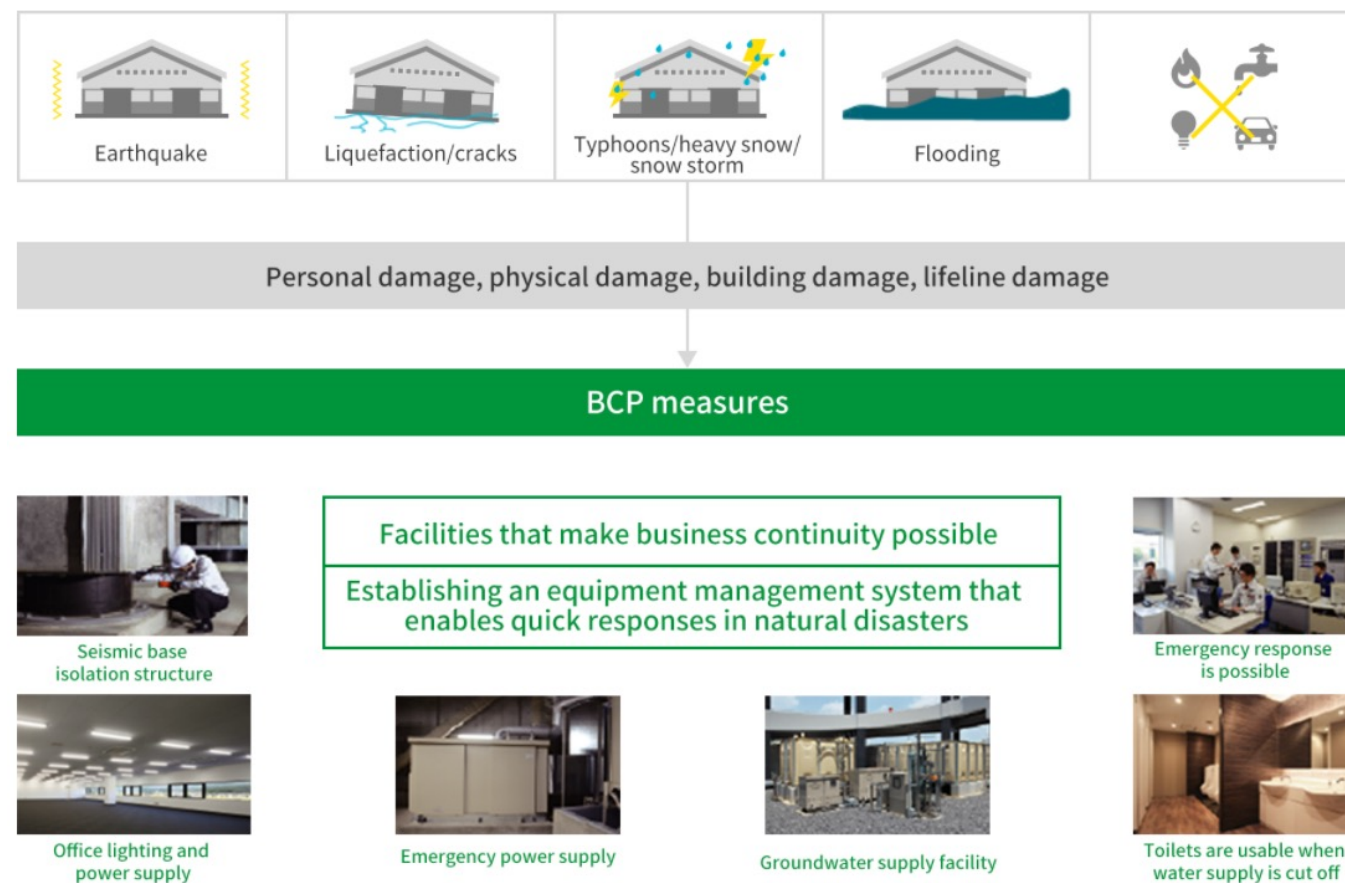 Earthquake
Liquefaction/cracks
Typhoons/heavy snow/
snow storm
Flooding
Personal damage, physical damage, building damage, lifeline damage
BCP measures
Facilities that make business continuity possible
Establishing an equipment management system that
enables quick responses in natural disasters
Seismic base
isolation structure
Emergency response
is possible
Office lighting and
power supply
Emergency power supply
Groundwater supply facility
Toilets are usable when
water supply is cut off